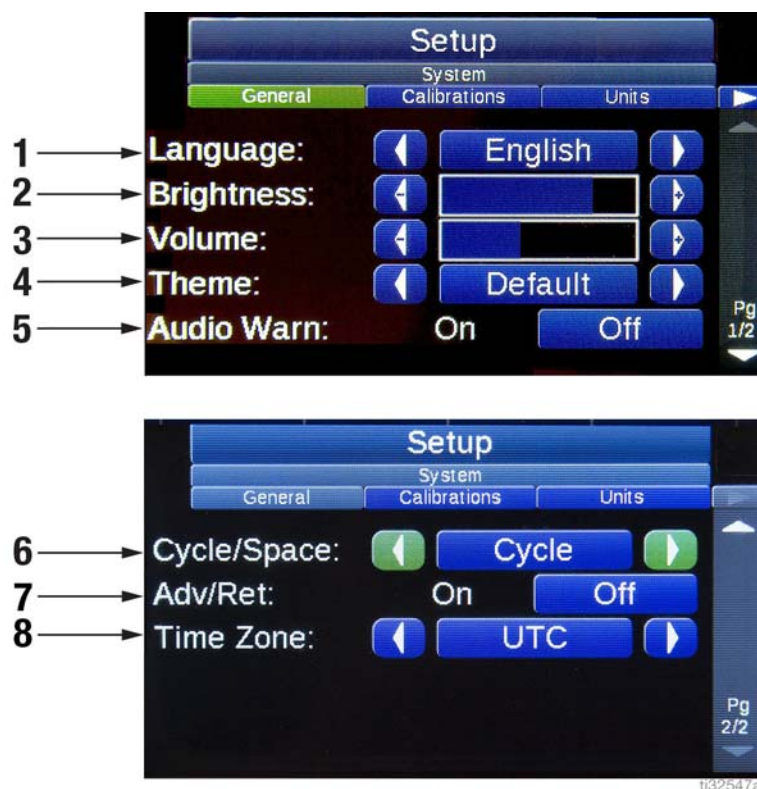 Setup
System
General Calibrations Units
1 Language: English
2 Brightness: - +
3 Volume: - +
4 Theme: Default
5 Audio Warn: On Off
Pg
1/2
Setup
System
General Calibrations Units
6 Cycle/Space: Cycle
7 Adv/Ret: On Off
8 Time Zone: UTC
Pg
2/2
ti32547a